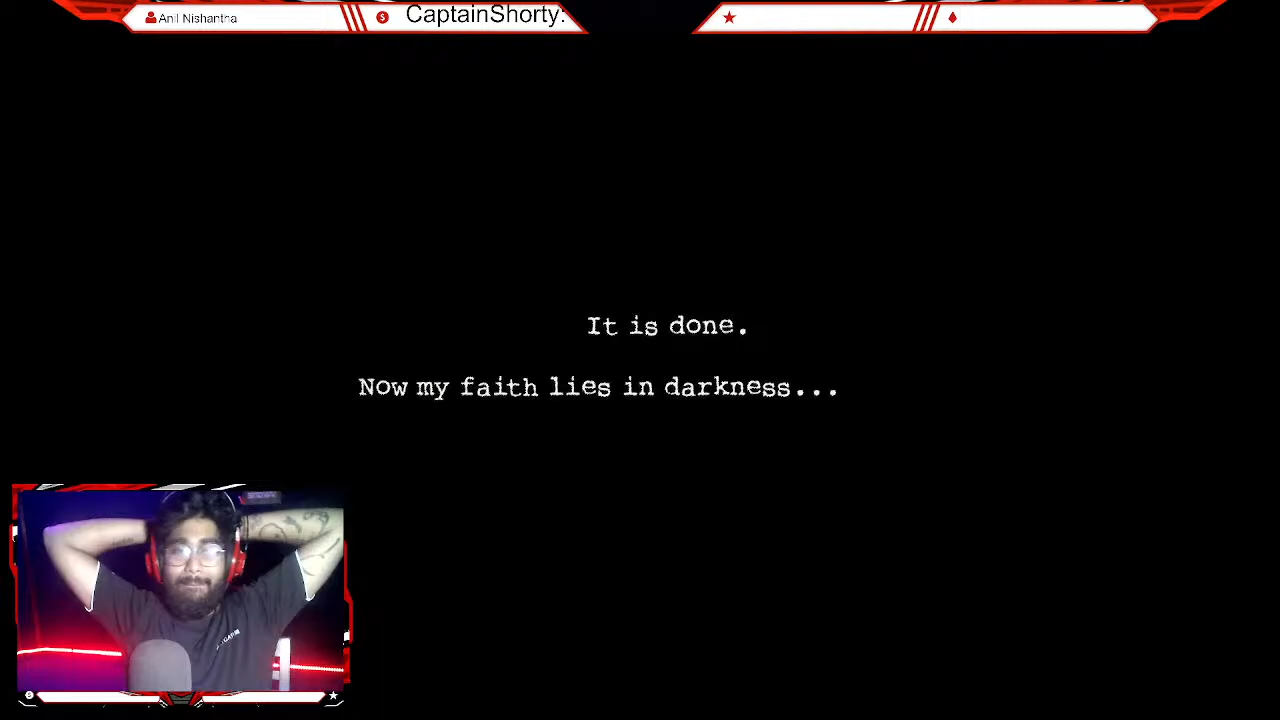 Anil Nishantha
CaptainShorty:
It is done.
Now my faith lies in darkness...